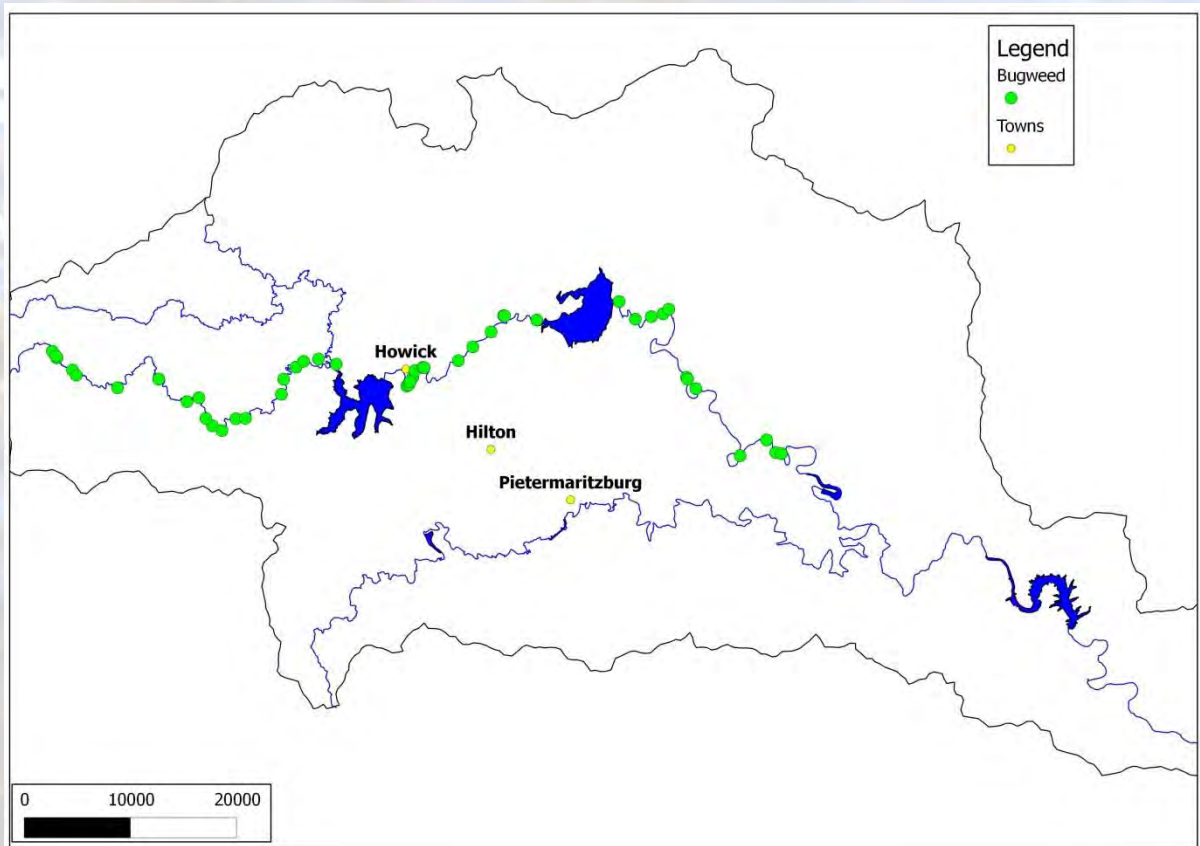 Legend
Bugweed
Towns
Howick
Hilton
Pietermaritzburg
0 10000 20000